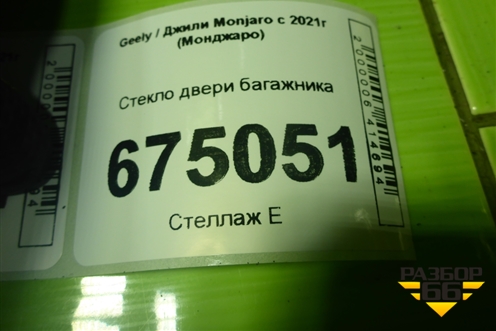 Geely / Джили Monjaro с 2021г
(Монджаро)
Стекло двери багажника
675051
Стеллаж Е
2000006414694
РАЗБОР
66